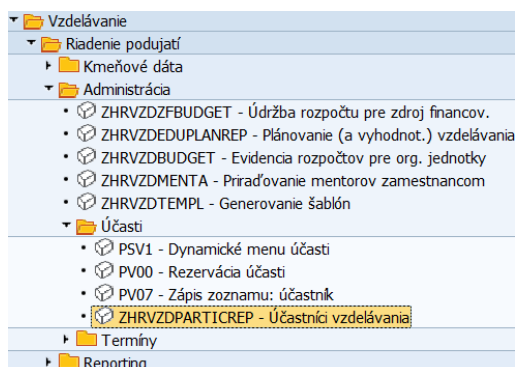 Vzdelávanie
Riadenie podujatí
Kmeňové dáta
Administrácia
ZHRVZDZFBUDGET - Údržba rozpočtu pre zdroj financov.
ZHRVZDEDUPLANREP - Plánovanie (a vyhodnot.) vzdelávania
ZHRVZDBUDGET - Evidencia rozpočtov pre org. jednotky
ZHRVZDMENTA - Priraďovanie mentorov zamestnancom
ZHRVZDTEMPL - Generovanie šablón
Účasti
PSV1 - Dynamické menu účasti
PV00 - Rezervácia účasti
PV07 - Zápis zoznamu: účastník
ZHRVZDPARTICREP - Účastníci vzdelávania
Termíny
Reporting